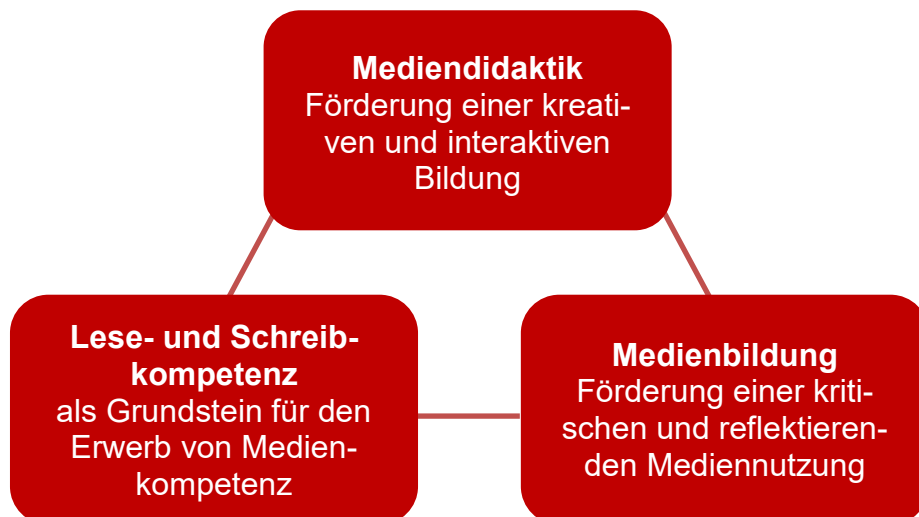 Mediendidaktik
Förderung einer kreati-
ven und interaktiven
Bildung
Lese- und Schreib-
kompetenz
als Grundstein für den
Erwerb von Medien-
kompetenz
Medienbildung
Förderung einer kriti-
schen und reflektieren-
den Mediennutzung